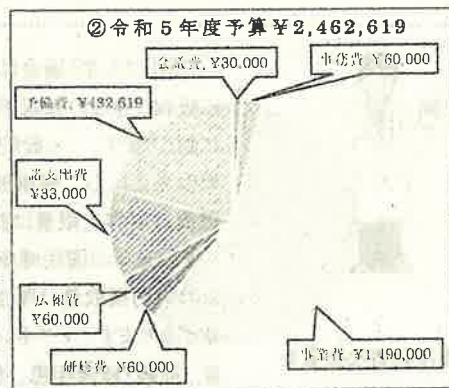 ②令和5年度予算¥2,462,619
会議費, ¥30,000
事務費 ¥60,000
予備費, ¥432,619
諸支出費
¥33,000
広報費
¥60,000
研修費 ¥60,000
事業費 ¥1,490,000